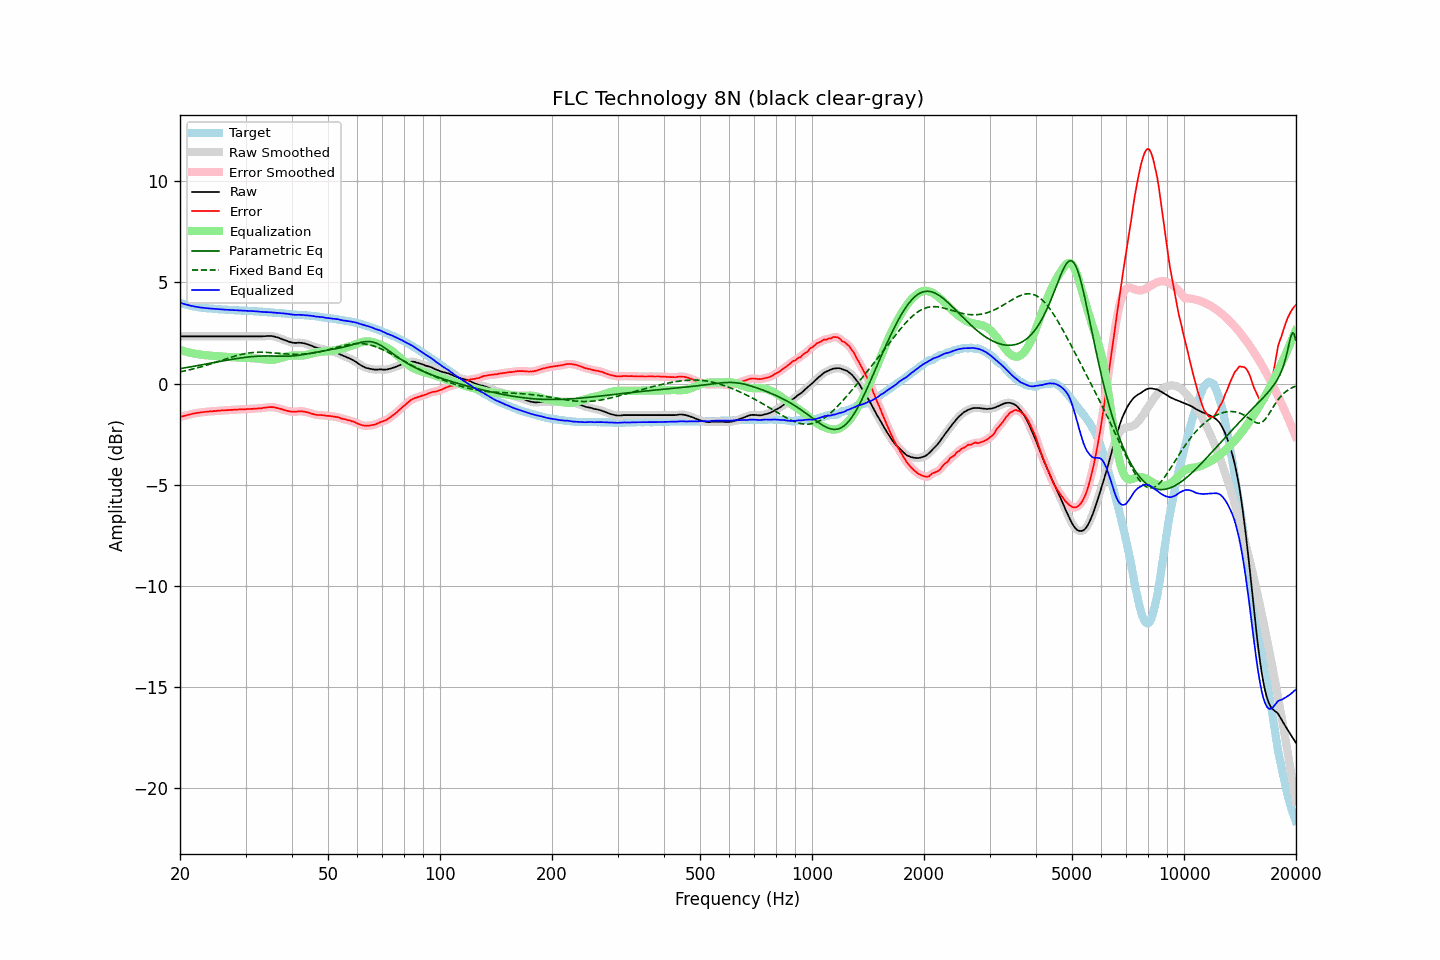 FLC Technology 8N (black clear-gray)
Target
Raw Smoothed
Error Smoothed
Raw
Error
Equalization
Parametric Eq
Fixed Band Eq
Equalized
Amplitude (dBr)
10
5
0
−5
−10
−15
−20
20
50
100
200
500
1000
2000
5000
10000
20000
Frequency (Hz)